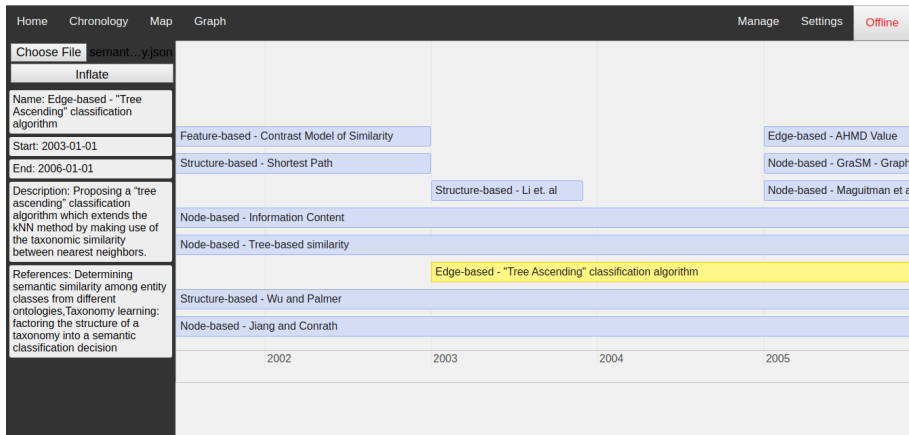 Home Chronology Map Graph Manage Settings Offline
Choose File semant…y.json
Inflate
Name: Edge-based - "Tree
Ascending" classification
algorithm
Start: 2003-01-01
End: 2006-01-01
Description: Proposing a “tree
ascending” classification
algorithm which extends the
kNN method by making use of
the taxonomic similarity
between nearest neighbors.
References: Determining
semantic similarity among entity
classes from different
ontologies,Taxonomy learning:
factoring the structure of a
taxonomy into a semantic
classification decision
Feature-based - Contrast Model of Similarity
Edge-based - AHMD Value
Structure-based - Shortest Path
Node-based - GraSM - Graph
Structure-based - Li et. al
Node-based - Maguitman et a
Node-based - Information Content
Node-based - Tree-based similarity
Edge-based - "Tree Ascending" classification algorithm
Structure-based - Wu and Palmer
Node-based - Jiang and Conrath
2002 2003 2004 2005